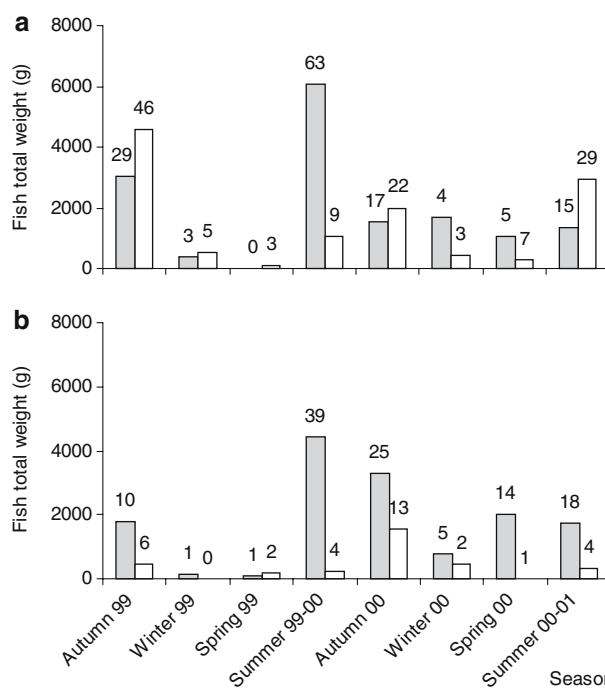 a
Fish total weight (g)
8000
6000
4000
2000
0
29 46 3 5 0 3 63 9 17 22 4 3 5 7 15 29
b
Fish total weight (g)
8000
6000
4000
2000
0
10 6 1 0 1 2 39 4 25 13 5 2 14 1 18 4
Autumn 99
Winter 99
Spring 99
Summer 99-00
Autumn 00
Winter 00
Spring 00
Summer 00-01
Season